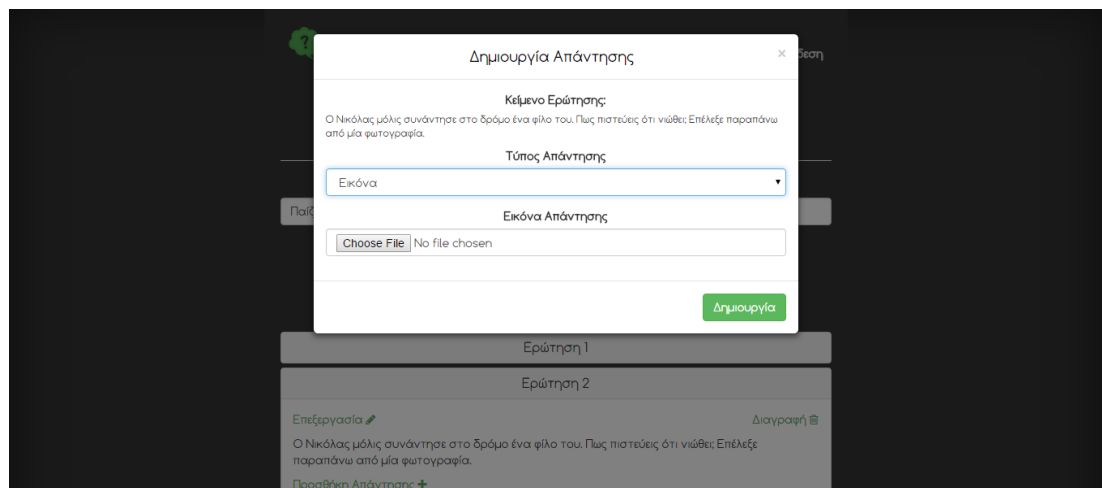 ?
Δημιουργία Απάντησης ×
δεση
Κείμενο Ερώτησης:
Ο Νικόλας μόλις συνάντησε στο δρόμο ένα φίλο του. Πως πιστεύεις ότι νιώθει; Επέλεξε παραπάνω
από μία φωτογραφία.
Τύπος Απάντησης
Εικόνα
Παίζ
Εικόνα Απάντησης
Choose File No file chosen
Δημιουργία
Ερώτηση 1
Ερώτηση 2
Επεξεργασία Διαγραφή
Ο Νικόλας μόλις συνάντησε στο δρόμο ένα φίλο του. Πως πιστεύεις ότι νιώθει; Επέλεξε
παραπάνω από μία φωτογραφία.
Προσθήκη Απάντησης +